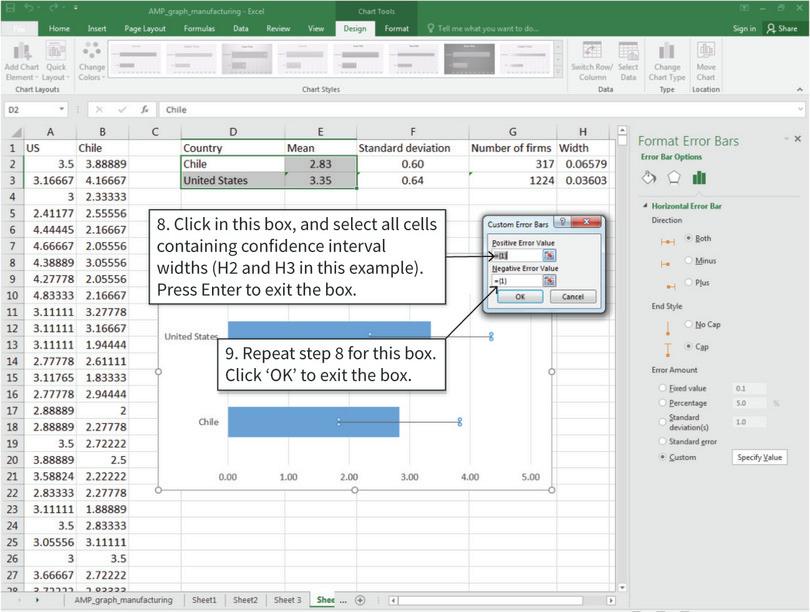 AMP_graph_manufacturing - Excel
Chart Tools
File Home Insert Page Layout Formulas Data Review View Design Format Tell me what you want to do... Sign in Share
Add Chart Element Quick Layout Change Colors Switch Row/ Column Select Data Change Chart Type Move Chart
Chart Layouts Chart Styles Data Type Location
D2 fx Chile
A B C D E F G H
1 US Chile Country Mean Standard deviation Number of firms Width
2 3.5 3.88889 Chile 2.83 0.60 317 0.06579
3 3.16667 4.16667 United States 3.35 0.64 1224 0.03603
4 3 2.33333
5 2.41177 2.55556
6 4.44445 2.16667
7 4.66667 2.05556
8 4.38889 3.05556
9 4.27778 2.05556
10 4.83333 2.16667
11 3.11111 3.27778
12 3.11111 3.16667
13 3.11111 1.94444
14 2.77778 2.61111
15 3.11765 1.83333
16 2.77778 2.94444
17 2.88889 2
18 2.88889 2.27778
19 3.5 2.72222
20 3.88889 2.5
21 3.58824 2.22222
22 2.83333 2.27778
23 3.11111 1.88889
24 3.5 2.83333
25 3.05556 3.11111
26 3 3.5
27 3.66667 2.72222
28 3.72222 2.83333
8. Click in this box, and select all cells
containing confidence interval
widths (H2 and H3 in this example).
Press Enter to exit the box.
Custom Error Bars
Positive Error Value
={1}
Negative Error Value
={1}
OK Cancel
United States
9. Repeat step 8 for this box.
Click ‘OK’ to exit the box.
Chile
0.00 1.00 2.00 3.00 4.00 5.00
Format Error Bars
Error Bar Options
Horizontal Error Bar
Direction
Both
Minus
Plus
End Style
No Cap
Cap
Error Amount
Fixed value 0.1
Percentage 5.0 %
Standard deviation(s) 1.0
Standard error
Custom Specify Value
AMP_graph_manufacturing Sheet1 Sheet2 Sheet 3 Shee ...